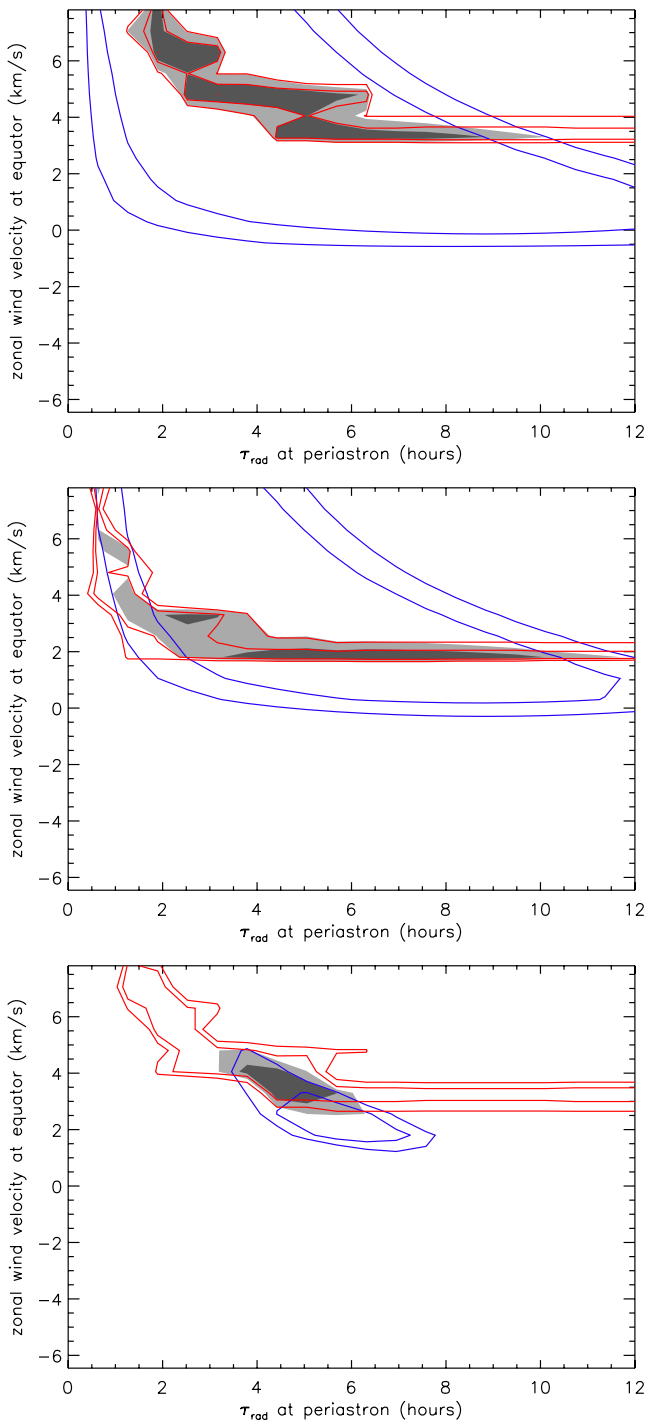 zonal wind velocity at equator (km/s)
6
4
2
0
−2
−4
−6
0 2 4 6 8 10 12
τrad at periastron (hours)
zonal wind velocity at equator (km/s)
6
4
2
0
−2
−4
−6
0 2 4 6 8 10 12
τrad at periastron (hours)
zonal wind velocity at equator (km/s)
6
4
2
0
−2
−4
−6
0 2 4 6 8 10 12
τrad at periastron (hours)